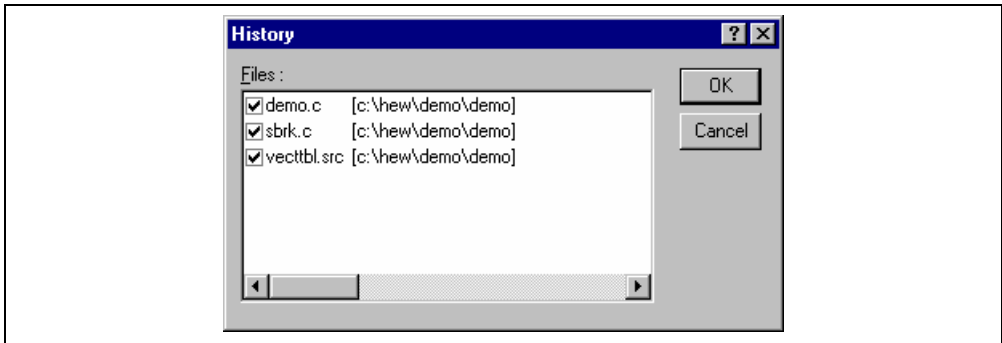 History
Files :
OK
demo.c [c:\hew\demo\demo]
sbrk.c [c:\hew\demo\demo]
Cancel
vecttbl.src [c:\hew\demo\demo]